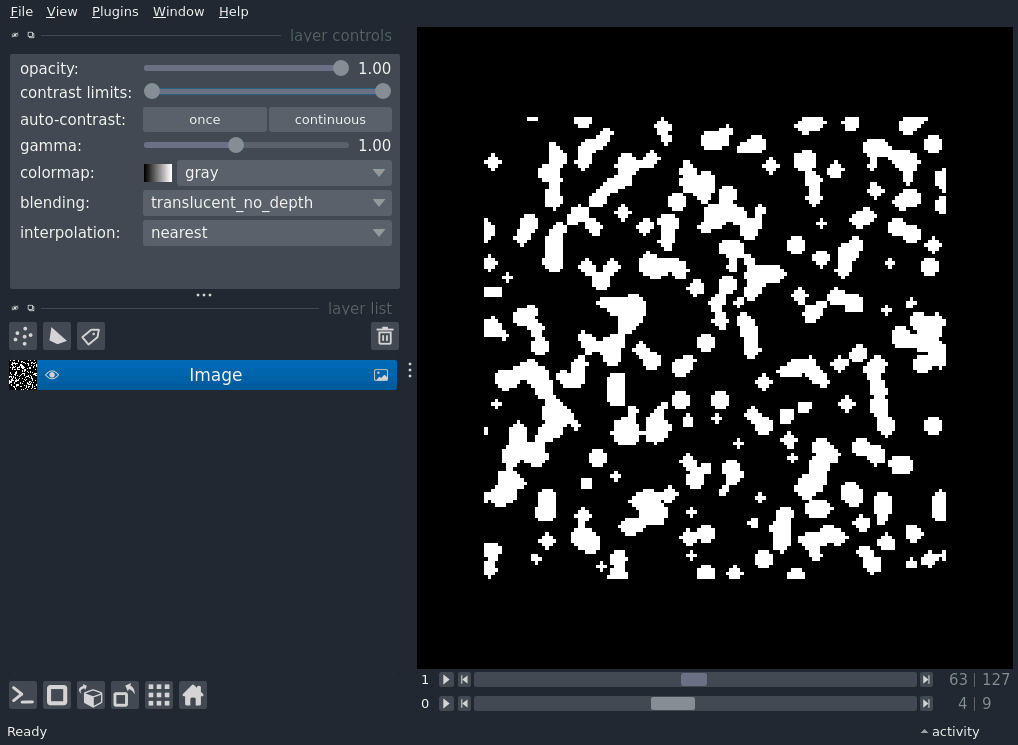 File View Plugins Window Help
layer controls
opacity: 1.00
contrast limits:
auto-contrast: once continuous
gamma: 1.00
colormap: gray
blending: translucent_no_depth
interpolation: nearest
layer list
Image
1 63 | 127
0 4 | 9
Ready activity